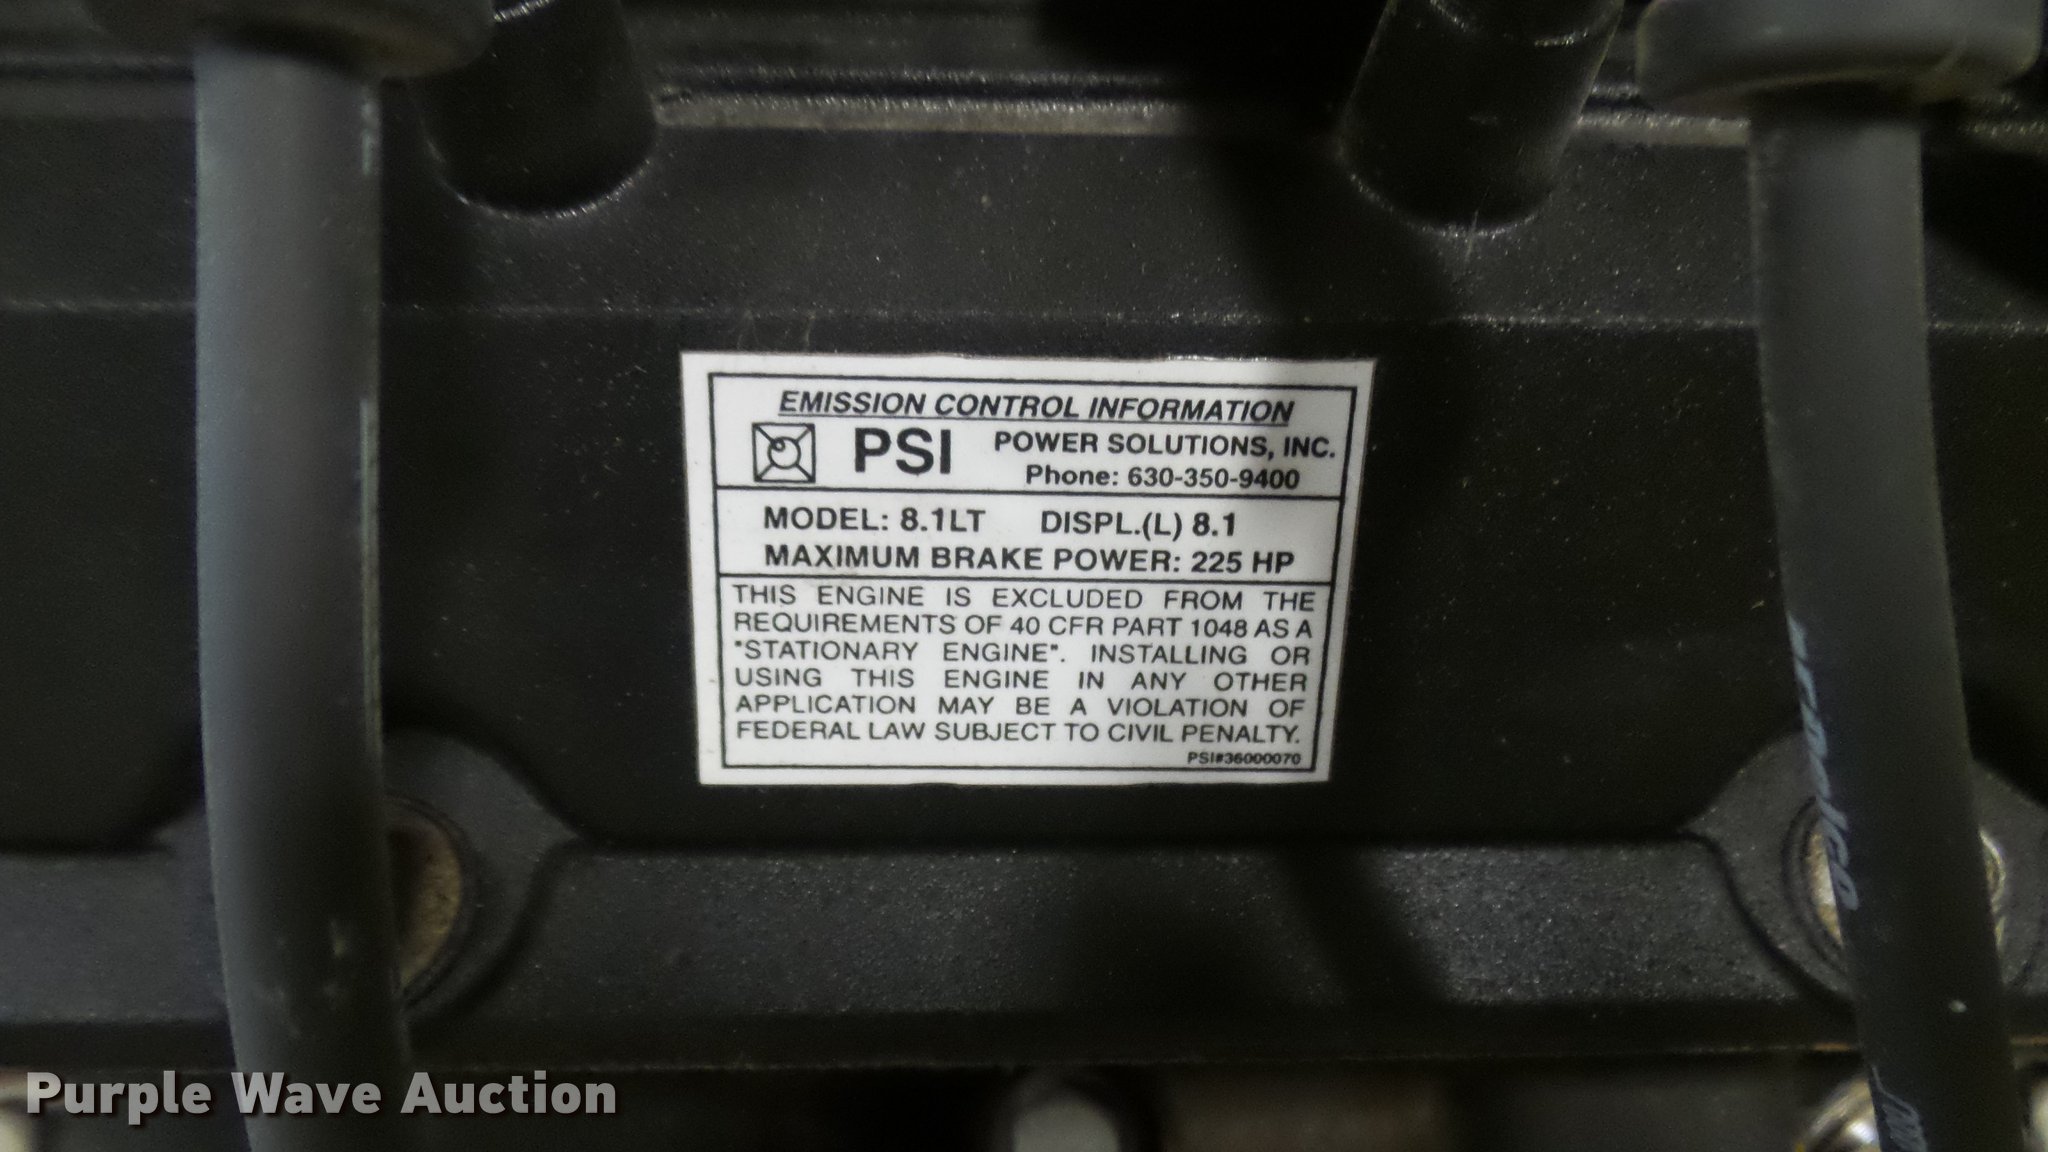 EMISSION CONTROL INFORMATION
PSI POWER SOLUTIONS, INC.
Phone: 630-350-9400
MODEL: 8.1LT DISPL.(L) 8.1
MAXIMUM BRAKE POWER: 225 HP
THIS ENGINE IS EXCLUDED FROM THE
REQUIREMENTS OF 40 CFR PART 1048 AS A
"STATIONARY ENGINE". INSTALLING OR
USING THIS ENGINE IN ANY OTHER
APPLICATION MAY BE A VIOLATION OF
FEDERAL LAW SUBJECT TO CIVIL PENALTY.
PSI#36000070
Purple Wave Auction